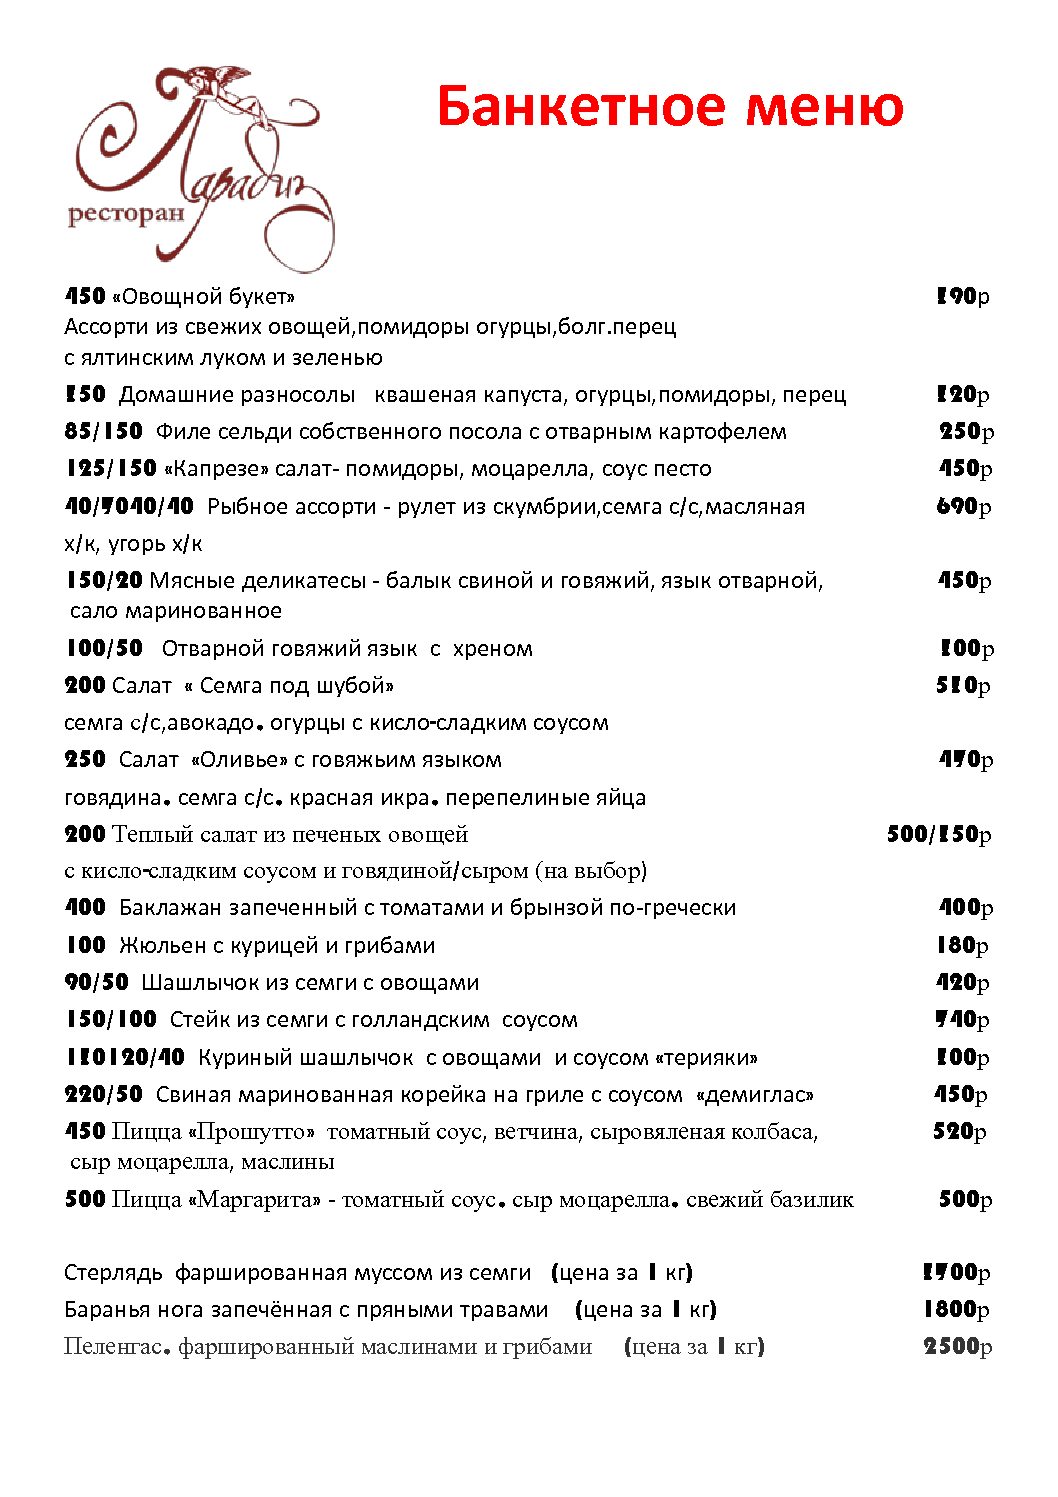 Парадиз
ресторан
Банкетное меню
450 «Овощной букет» 390р
Ассорти из свежих овощей,помидоры огурцы,болг.перец
с ялтинским луком и зеленью
350 Домашние разносолы квашеная капуста, огурцы,помидоры, перец 320р
85/150 Филе сельди собственного посола с отварным картофелем 250р
125/150 «Капрезе» салат- помидоры, моцарелла, соус песто 450р
40/7040/40 Рыбное ассорти - рулет из скумбрии,семга с/с,масляная 690р
х/к, угорь х/к
150/20 Мясные деликатесы - балык свиной и говяжий, язык отварной, 450р
сало маринованное
100/50 Отварной говяжий язык с хреном 300р
200 Салат « Семга под шубой» 530р
семга с/с,авокадо. огурцы с кисло-сладким соусом
250 Салат «Оливье» с говяжьим языком 470р
говядина. семга с/с. красная икра. перепелиные яйца
200 Теплый салат из печеных овощей 500/350р
с кисло-сладким соусом и говядиной/сыром (на выбор)
400 Баклажан запеченный с томатами и брынзой по-гречески 400р
100 Жюльен с курицей и грибами 180р
90/50 Шашлычок из семги с овощами 420р
150/100 Стейк из семги с голландским соусом 740р
130120/40 Куриный шашлычок с овощами и соусом «терияки» 300р
220/50 Свиная маринованная корейка на гриле с соусом «демиглас» 450р
450 Пицца «Прошутто» томатный соус, ветчина, сыровяленая колбаса, 520р
сыр моцарелла, маслины
500 Пицца «Маргарита» - томатный соус. сыр моцарелла. свежий базилик 500р
Стерлядь фаршированная муссом из семги (цена за 1 кг) 3700р
Баранья нога запечённая с пряными травами (цена за 1 кг) 1800р
Пеленгас. фаршированный маслинами и грибами (цена за 1 кг) 2500р